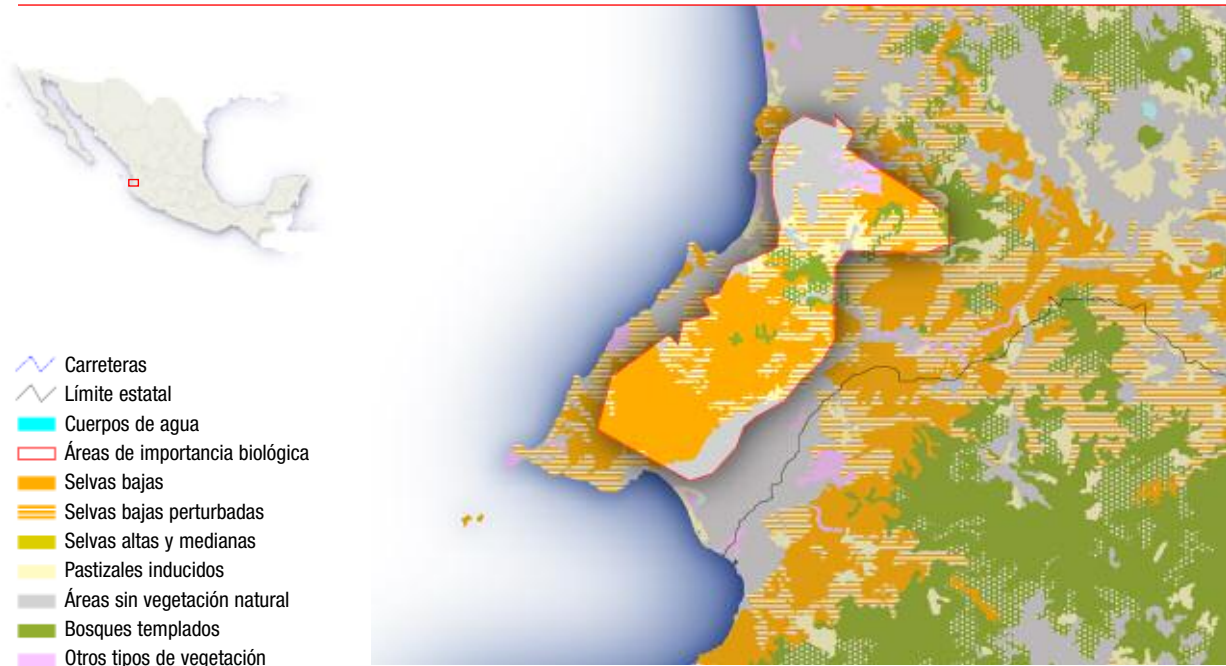 Carreteras
Límite estatal
Cuerpos de agua
Áreas de importancia biológica
Selvas bajas
Selvas bajas perturbadas
Selvas altas y medianas
Pastizales inducidos
Áreas sin vegetación natural
Bosques templados
Otros tipos de vegetación